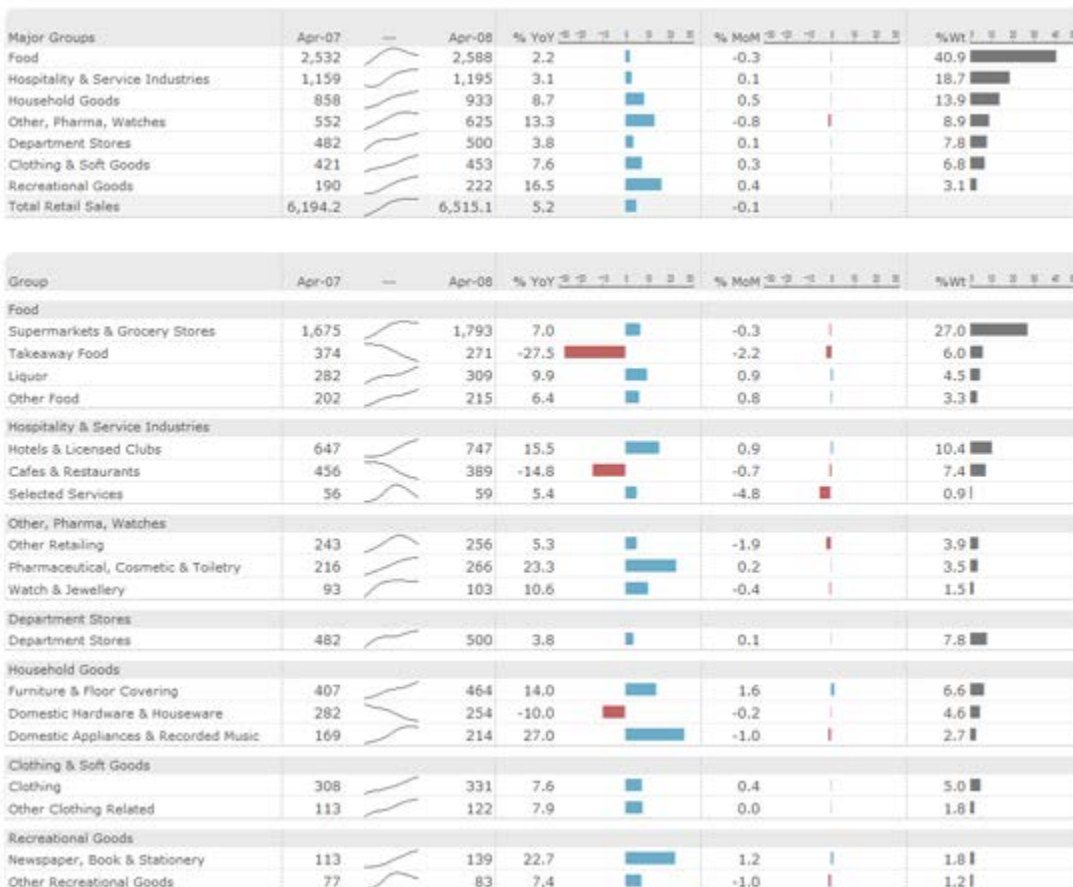 Major Groups Apr-07 — Apr-08 % YoY % MoM %Wt
Food 2,532 2,588 2.2 -0.3 40.9
Hospitality & Service Industries 1,159 1,195 3.1 0.1 18.7
Household Goods 858 933 8.7 0.5 13.9
Other, Pharma, Watches 552 625 13.3 -0.8 8.9
Department Stores 482 500 3.8 0.1 7.8
Clothing & Soft Goods 421 453 7.6 0.3 6.8
Recreational Goods 190 222 16.5 0.4 3.1
Total Retail Sales 6,194.2 6,515.1 5.2 -0.1
Group Apr-07 — Apr-08 % YoY % MoM %Wt
Food
Supermarkets & Grocery Stores 1,675 1,793 7.0 -0.3 27.0
Takeaway Food 374 271 -27.5 -2.2 6.0
Liquor 282 309 9.9 0.9 4.5
Other Food 202 215 6.4 0.8 3.3
Hospitality & Service Industries
Hotels & Licensed Clubs 647 747 15.5 0.9 10.4
Cafes & Restaurants 456 389 -14.8 -0.7 7.4
Selected Services 56 59 5.4 -4.8 0.9
Other, Pharma, Watches
Other Retailing 243 256 5.3 -1.9 3.9
Pharmaceutical, Cosmetic & Toiletry 216 266 23.3 0.2 3.5
Watch & Jewellery 93 103 10.6 -0.4 1.5
Department Stores
Department Stores 482 500 3.8 0.1 7.8
Household Goods
Furniture & Floor Covering 407 464 14.0 1.6 6.6
Domestic Hardware & Houseware 282 254 -10.0 -0.2 4.6
Domestic Appliances & Recorded Music 169 214 27.0 -1.0 2.7
Clothing & Soft Goods
Clothing 308 331 7.6 0.4 5.0
Other Clothing Related 113 122 7.9 0.0 1.8
Recreational Goods
Newspaper, Book & Stationery 113 139 22.7 1.2 1.8
Other Recreational Goods 77 83 7.4 -1.0 1.2